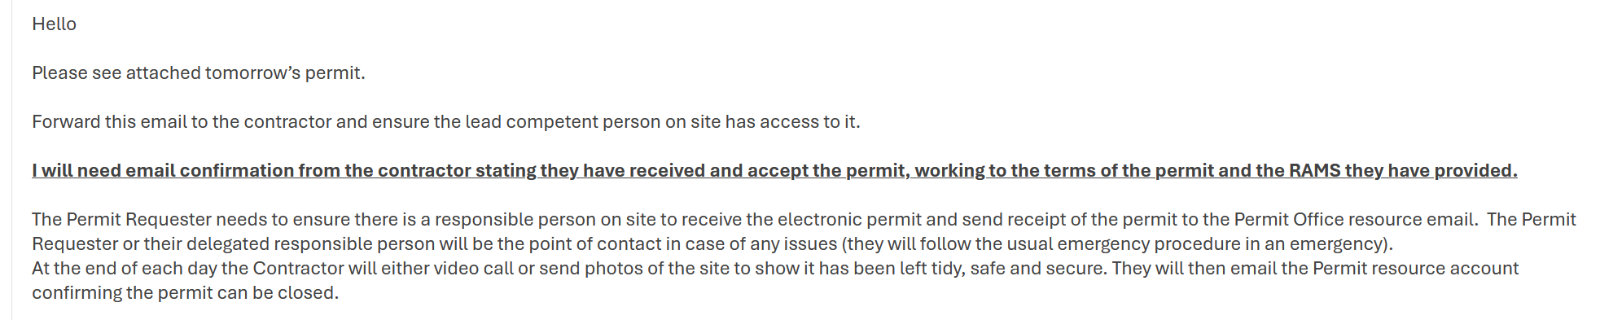 Hello
Please see attached tomorrow’s permit.
Forward this email to the contractor and ensure the lead competent person on site has access to it.
I will need email confirmation from the contractor stating they have received and accept the permit, working to the terms of the permit and the RAMS they have provided.
The Permit Requester needs to ensure there is a responsible person on site to receive the electronic permit and send receipt of the permit to the Permit Office resource email.  The Permit
Requester or their delegated responsible person will be the point of contact in case of any issues (they will follow the usual emergency procedure in an emergency).
At the end of each day the Contractor will either video call or send photos of the site to show it has been left tidy, safe and secure. They will then email the Permit resource account
confirming the permit can be closed.